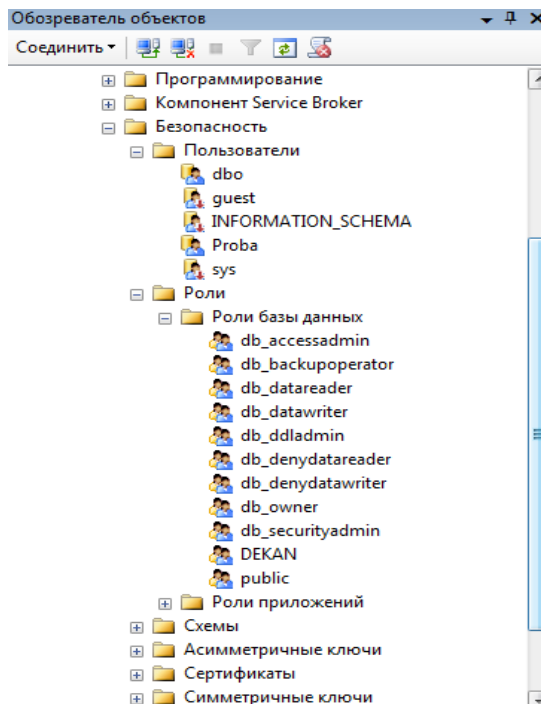 Обозреватель объектов
Соединить
Программирование
Компонент Service Broker
Безопасность
Пользователи
dbo
guest
INFORMATION_SCHEMA
Proba
sys
Роли
Роли базы данных
db_accessadmin
db_backupoperator
db_datareader
db_datawriter
db_ddladmin
db_denydatareader
db_denydatawriter
db_owner
db_securityadmin
DEKAN
public
Роли приложений
Схемы
Асимметричные ключи
Сертификаты
Симметричные ключи